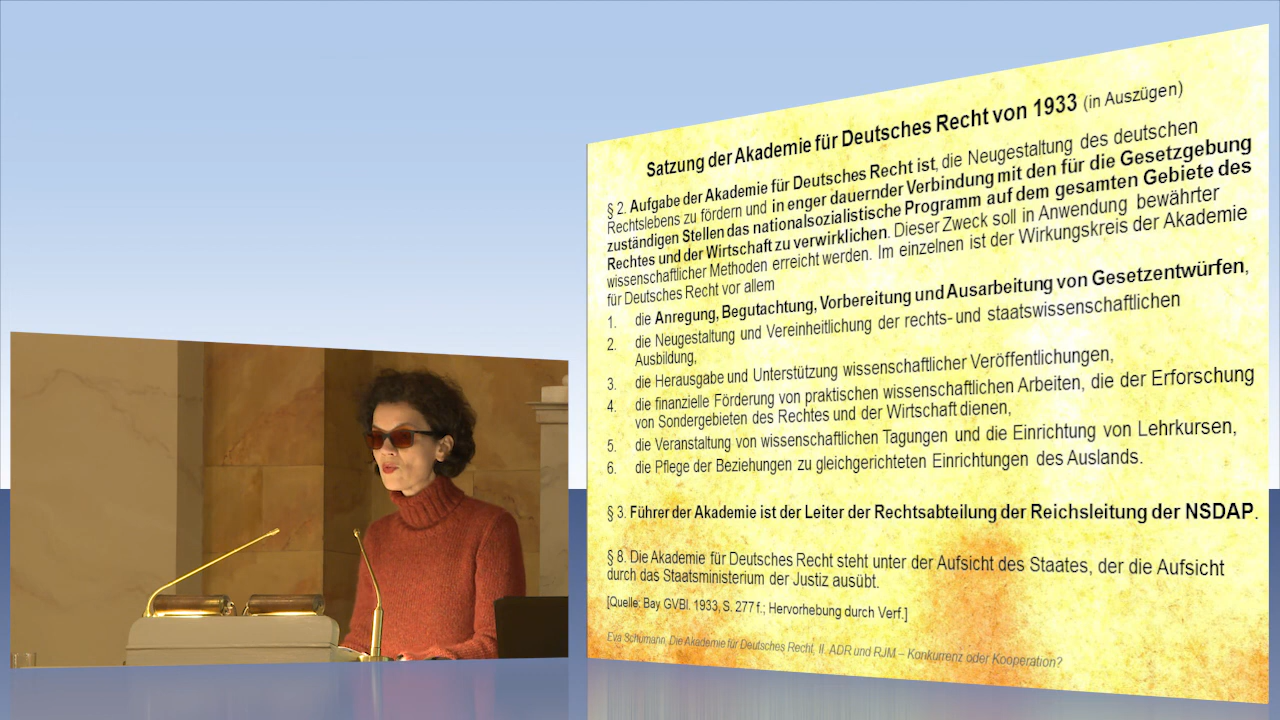 Satzung der Akademie für Deutsches Recht von 1933 (in Auszügen)
§ 2. Aufgabe der Akademie für Deutsches Recht ist, die Neugestaltung des deutschen
Rechtslebens zu fördern und in enger dauernder Verbindung mit den für die Gesetzgebung
zuständigen Stellen das nationalsozialistische Programm auf dem gesamten Gebiete des
Rechtes und der Wirtschaft zu verwirklichen. Dieser Zweck soll in Anwendung bewährter
wissenschaftlicher Methoden erreicht werden. Im einzelnen ist der Wirkungskreis der Akademie
für Deutsches Recht vor allem
1. die Anregung, Begutachtung, Vorbereitung und Ausarbeitung von Gesetzentwürfen,
2. die Neugestaltung und Vereinheitlichung der rechts- und staatswissenschaftlichen
Ausbildung,
3. die Herausgabe und Unterstützung wissenschaftlicher Veröffentlichungen,
4. die finanzielle Förderung von praktischen wissenschaftlichen Arbeiten, die der Erforschung
von Sondergebieten des Rechtes und der Wirtschaft dienen,
5. die Veranstaltung von wissenschaftlichen Tagungen und die Einrichtung von Lehrkursen,
6. die Pflege der Beziehungen zu gleichgerichteten Einrichtungen des Auslands.
§ 3. Führer der Akademie ist der Leiter der Rechtsabteilung der Reichsleitung der NSDAP.
§ 8. Die Akademie für Deutsches Recht steht unter der Aufsicht des Staates, der die Aufsicht
durch das Staatsministerium der Justiz ausübt.
[Quelle: Bay GVBl. 1933, S. 277 f.; Hervorhebung durch Verf.]
Eva Schumann, Die Akademie für Deutsches Recht, II. ADR und RJM – Konkurrenz oder Kooperation?